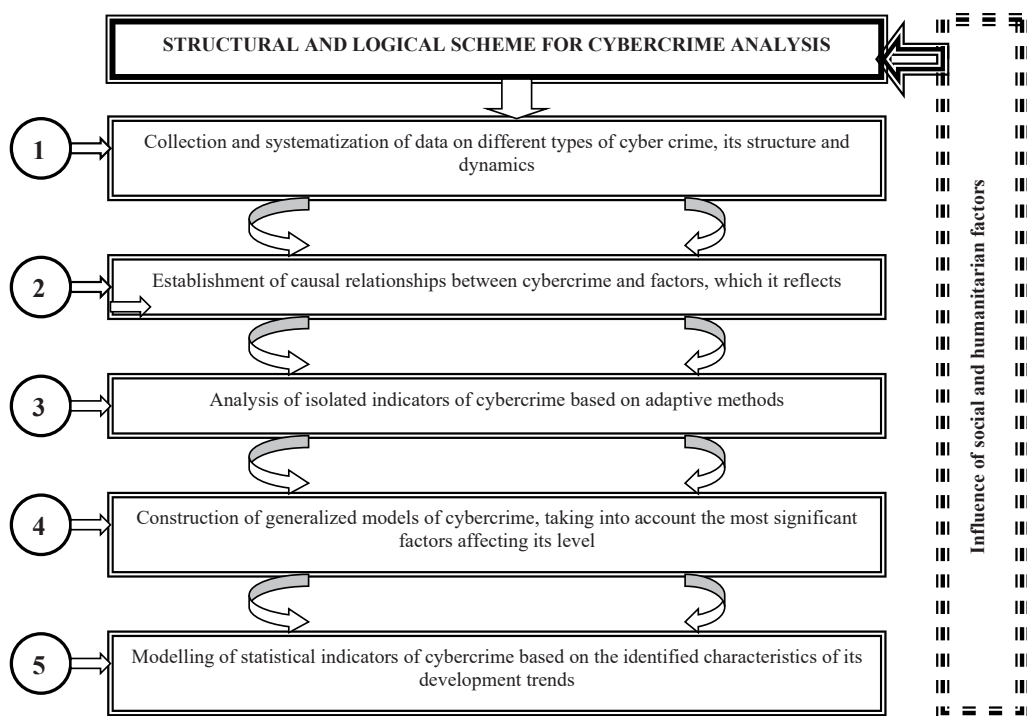 STRUCTURAL AND LOGICAL SCHEME FOR CYBERCRIME ANALYSIS
1
Collection and systematization of data on different types of cyber crime, its structure and
dynamics
2
Establishment of causal relationships between cybercrime and factors, which it reflects
3
Analysis of isolated indicators of cybercrime based on adaptive methods
4
Construction of generalized models of cybercrime, taking into account the most significant
factors affecting its level
5
Modelling of statistical indicators of cybercrime based on the identified characteristics of its
development trends
Influence of social and humanitarian factors